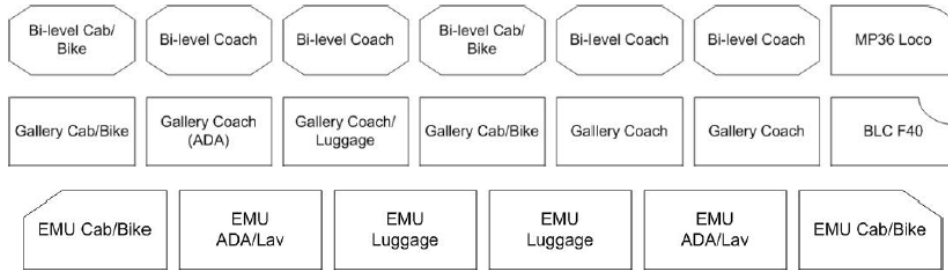 Bi-level Cab/
Bike
Bi-level Coach
Bi-level Coach
Bi-level Cab/
Bike
Bi-level Coach
Bi-level Coach
MP36 Loco
Gallery Cab/Bike
Gallery Coach
(ADA)
Gallery Coach/
Luggage
Gallery Cab/Bike
Gallery Coach
Gallery Coach
BLC F40
EMU Cab/Bike
EMU
ADA/Lav
EMU
Luggage
EMU
Luggage
EMU
ADA/Lav
EMU Cab/Bike